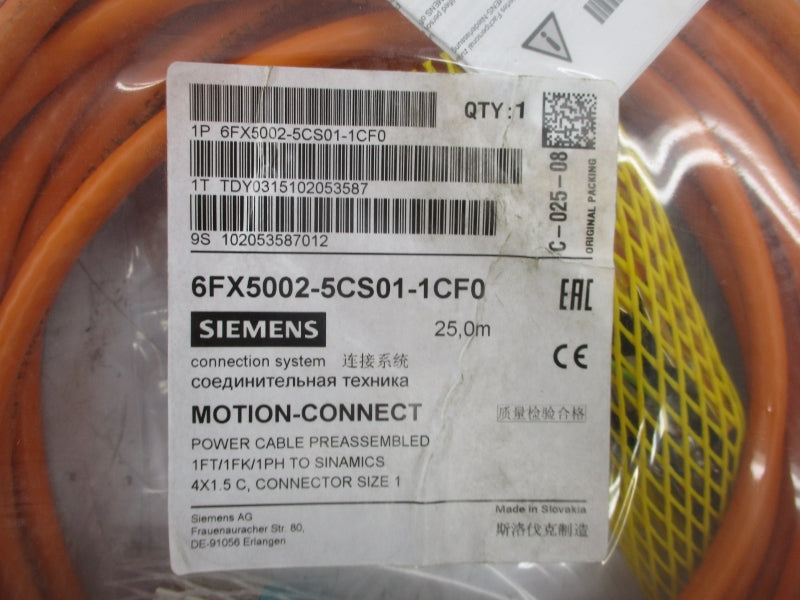 1P 6FX5002-5CS01-1CF0
QTY: 1
1T TDY0315102053587
9S 102053587012
C-025-08
ORIGINAL PACKING
6FX5002-5CS01-1CF0
EAC
SIEMENS
25,0m
CE
connection system 连接系统
соединительная техника
MOTION-CONNECT
质量检验合格
POWER CABLE PREASSEMBLED
1FT/1FK/1PH TO SINAMICS
4X1.5 C, CONNECTOR SIZE 1
Siemens AG
Frauenauracher Str. 80,
DE-91056 Erlangen
Made in Slovakia
斯洛伐克制造